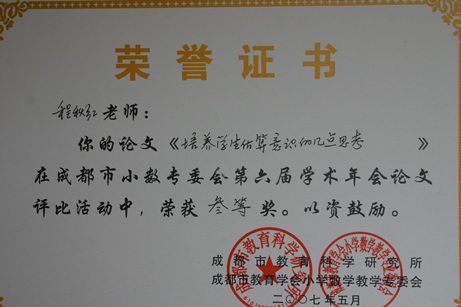 荣誉证书
程秋红老师：
你的论文《培养学生估算意识的几点思考》
在成都市小数专委会第六届学术年会论文
评比活动中，荣获叁等奖。以资鼓励。
成都市教育科学研究所
成都市教育学会小学数学教学专委会
二〇〇七年五月